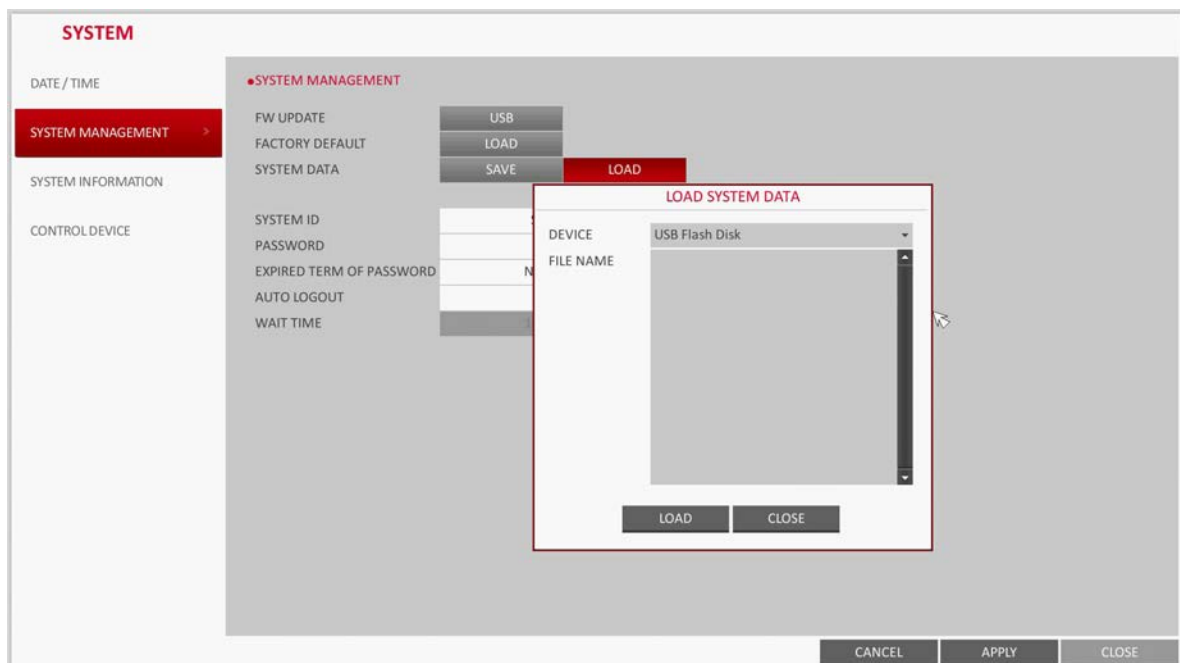 SYSTEM
DATE / TIME
SYSTEM MANAGEMENT >
SYSTEM INFORMATION
CONTROL DEVICE
●SYSTEM MANAGEMENT
FW UPDATE USB
FACTORY DEFAULT LOAD
SYSTEM DATA SAVE LOAD
SYSTEM ID
PASSWORD
EXPIRED TERM OF PASSWORD N
AUTO LOGOUT
WAIT TIME
LOAD SYSTEM DATA
DEVICE USB Flash Disk
FILE NAME
LOAD CLOSE
CANCEL APPLY CLOSE